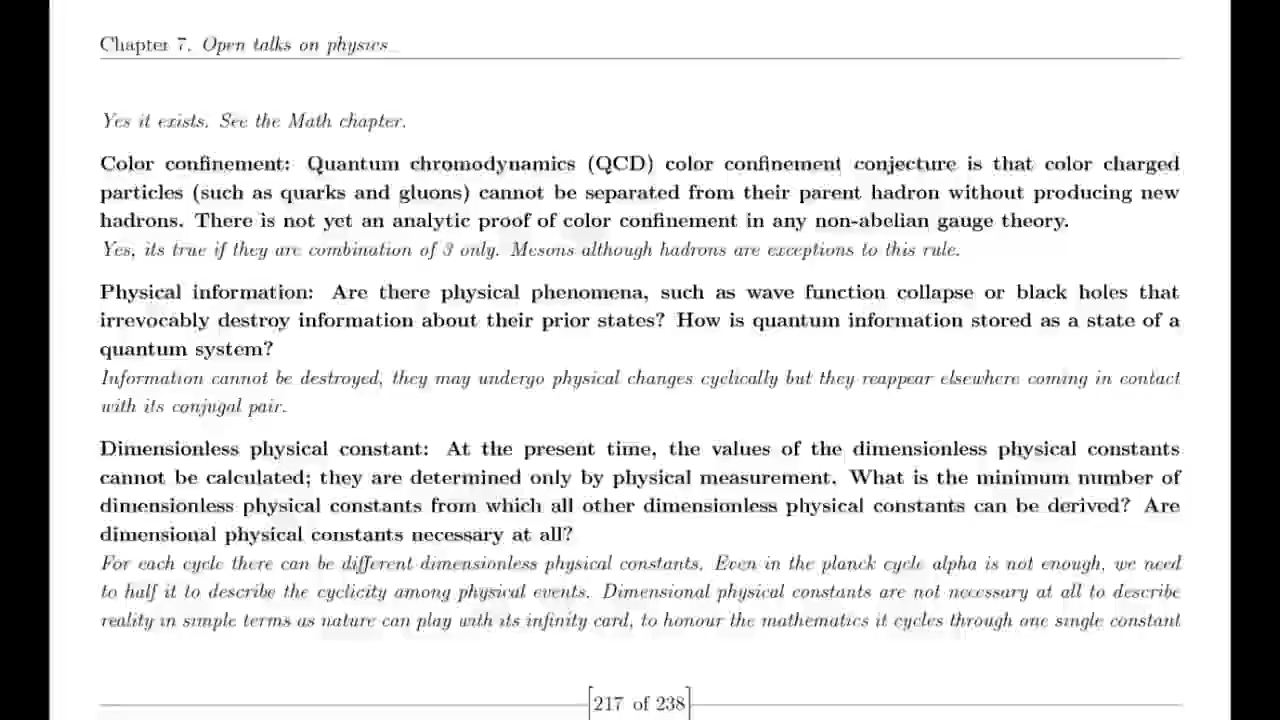 Chapter 7. Open talks on physics
Yes it exists. See the Math chapter.
Color confinement: Quantum chromodynamics (QCD) color confinement conjecture is that color charged
particles (such as quarks and gluons) cannot be separated from their parent hadron without producing new
hadrons. There is not yet an analytic proof of color confinement in any non-abelian gauge theory.
Yes, its true if they are combination of 3 only. Mesons although hadrons are exceptions to this rule.
Physical information: Are there physical phenomena, such as wave function collapse or black holes that
irrevocably destroy information about their prior states? How is quantum information stored as a state of a
quantum system?
Information cannot be destroyed, they may undergo physical changes cyclically but they reappear elsewhere coming in contact
with its conjugal pair.
Dimensionless physical constant: At the present time, the values of the dimensionless physical constants
cannot be calculated; they are determined only by physical measurement. What is the minimum number of
dimensionless physical constants from which all other dimensionless physical constants can be derived? Are
dimensional physical constants necessary at all?
For each cycle there can be different dimensionless physical constants. Even in the planck cycle alpha is not enough, we need
to half it to describe the cyclicity among physical events. Dimensional physical constants are not necessary at all to describe
reality in simple terms as nature can play with its infinity card, to honour the mathematics it cycles through one single constant
217 of 238